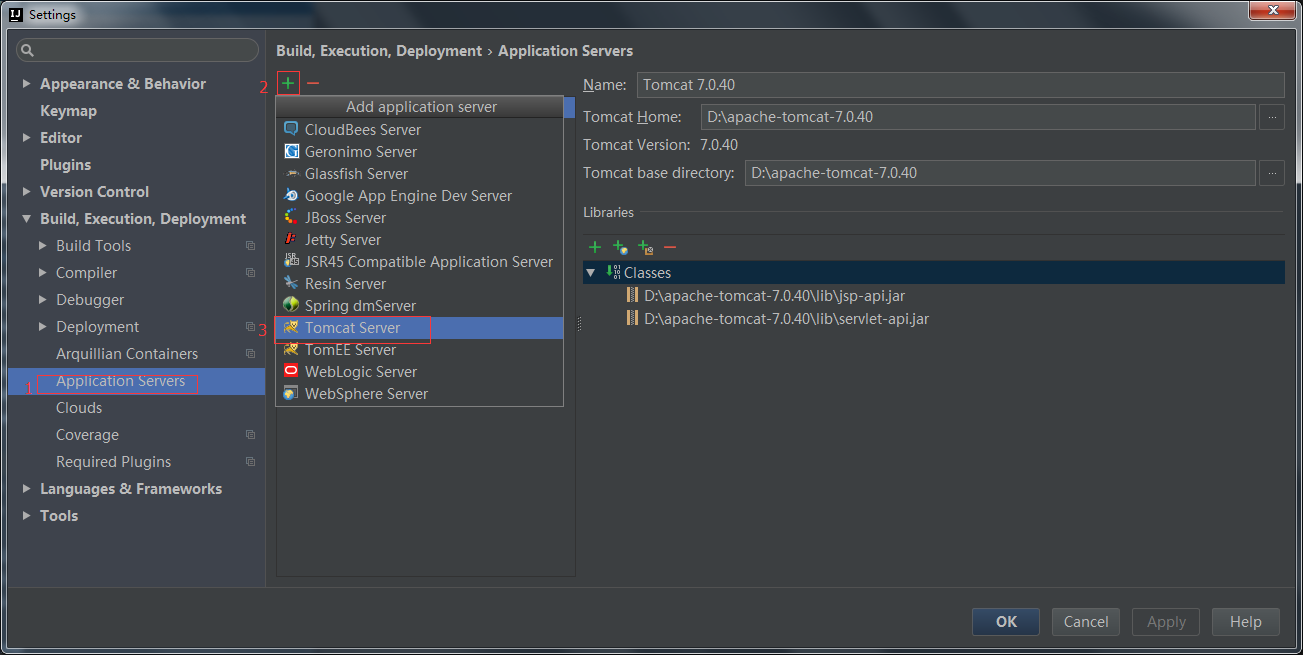 IJ Settings
Appearance & Behavior
Keymap
Editor
Plugins
Version Control
Build, Execution, Deployment
Build Tools
Compiler
Debugger
Deployment
Arquillian Containers
1 Application Servers
Clouds
Coverage
Required Plugins
Languages & Frameworks
Tools
Build, Execution, Deployment › Application Servers
2
Add application server
CloudBees Server
Geronimo Server
Glassfish Server
Google App Engine Dev Server
JBoss Server
Jetty Server
JSR45 Compatible Application Server
Resin Server
Spring dmServer
3 Tomcat Server
TomEE Server
WebLogic Server
WebSphere Server
Name: Tomcat 7.0.40
Tomcat Home: D:\apache-tomcat-7.0.40 ...
Tomcat Version: 7.0.40
Tomcat base directory: D:\apache-tomcat-7.0.40 ...
Libraries
Classes
D:\apache-tomcat-7.0.40\lib\jsp-api.jar
D:\apache-tomcat-7.0.40\lib\servlet-api.jar
OK Cancel Apply Help